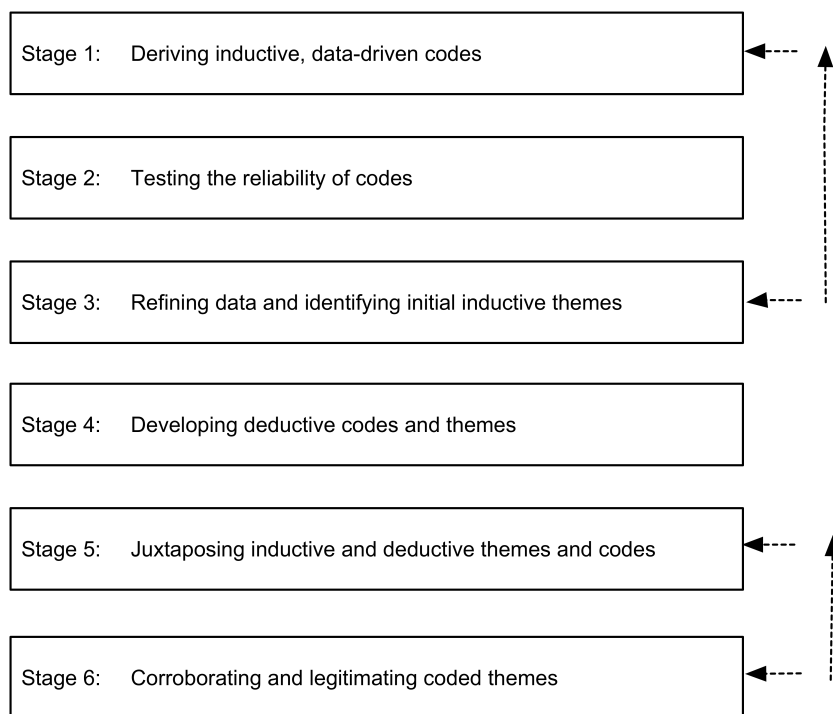 Stage 1: Deriving inductive, data-driven codes
Stage 2: Testing the reliability of codes
Stage 3: Refining data and identifying initial inductive themes
Stage 4: Developing deductive codes and themes
Stage 5: Juxtaposing inductive and deductive themes and codes
Stage 6: Corroborating and legitimating coded themes